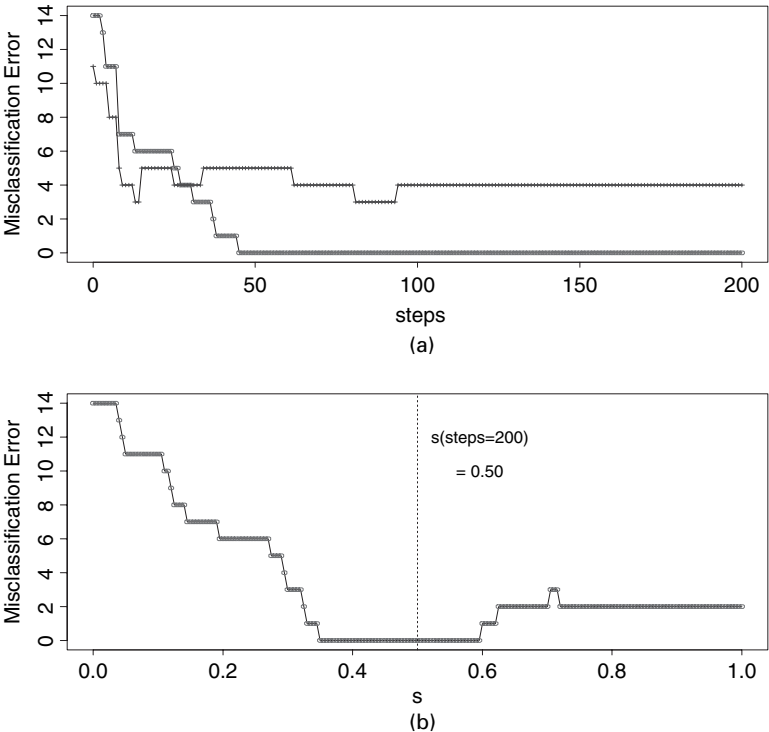 Misclassification Error
14
12
10
8
6
4
2
0
0 50 100 150 200
steps
(a)
Misclassification Error
14
12
10
8
6
4
2
0
s(steps=200)
= 0.50
0.0 0.2 0.4 0.6 0.8 1.0
s
(b)